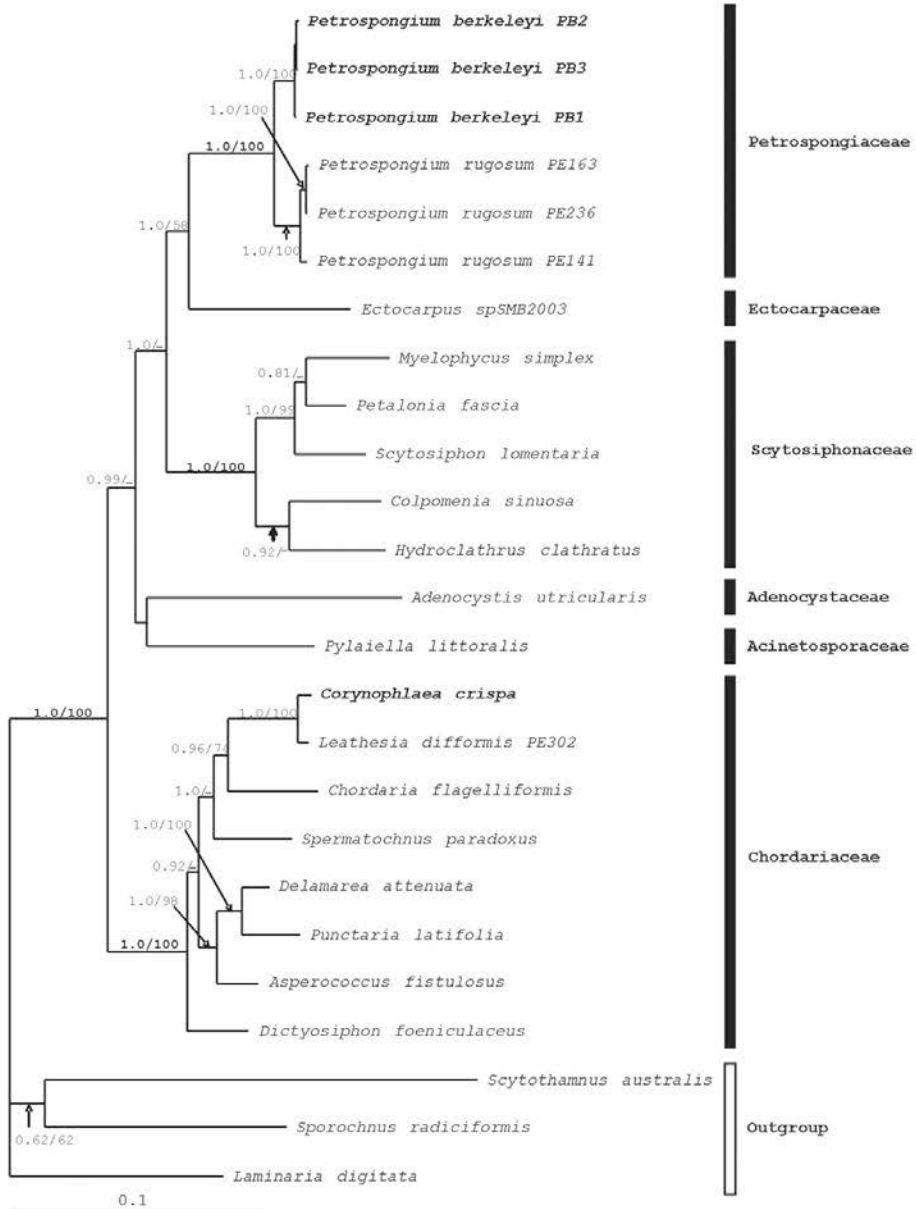 Petrospongium berkeleyi PB2
1.0/100
Petrospongium berkeleyi PB3
1.0/100
Petrospongium berkeleyi PB1
1.0/100
Petrospongiaceae
Petrospongium rugosum PE163
Petrospongium rugosum PE236
1.0/58
1.0/100
Petrospongium rugosum PE141
Ectocarpus spSMB2003
Ectocarpaceae
1.0/-
Myelophycus simplex
0.81/-
Petalonia fascia
1.0/99
Scytosiphon lomentaria
Scytosiphonaceae
1.0/100
0.99/-
Colpomenia sinuosa
0.92/-
Hydroclathrus clathratus
Adenocystis utricularis
Adenocystaceae
Pylaiella littoralis
Acinetosporaceae
Corynophlaea crispa
1.0/100
1.0/100
Leathesia difformis PE302
0.96/7
Chordaria flagelliformis
1.0/-
1.0/100
Spermatochnus paradoxus
0.92/-
Chordariaceae
Delamarea attenuata
1.0/98
Punctaria latifolia
1.0/100
Asperococcus fistulosus
Dictyosiphon foeniculaceus
Scytothamnus australis
Sporochnus radiciformis
Outgroup
0.62/62
Laminaria digitata
0.1